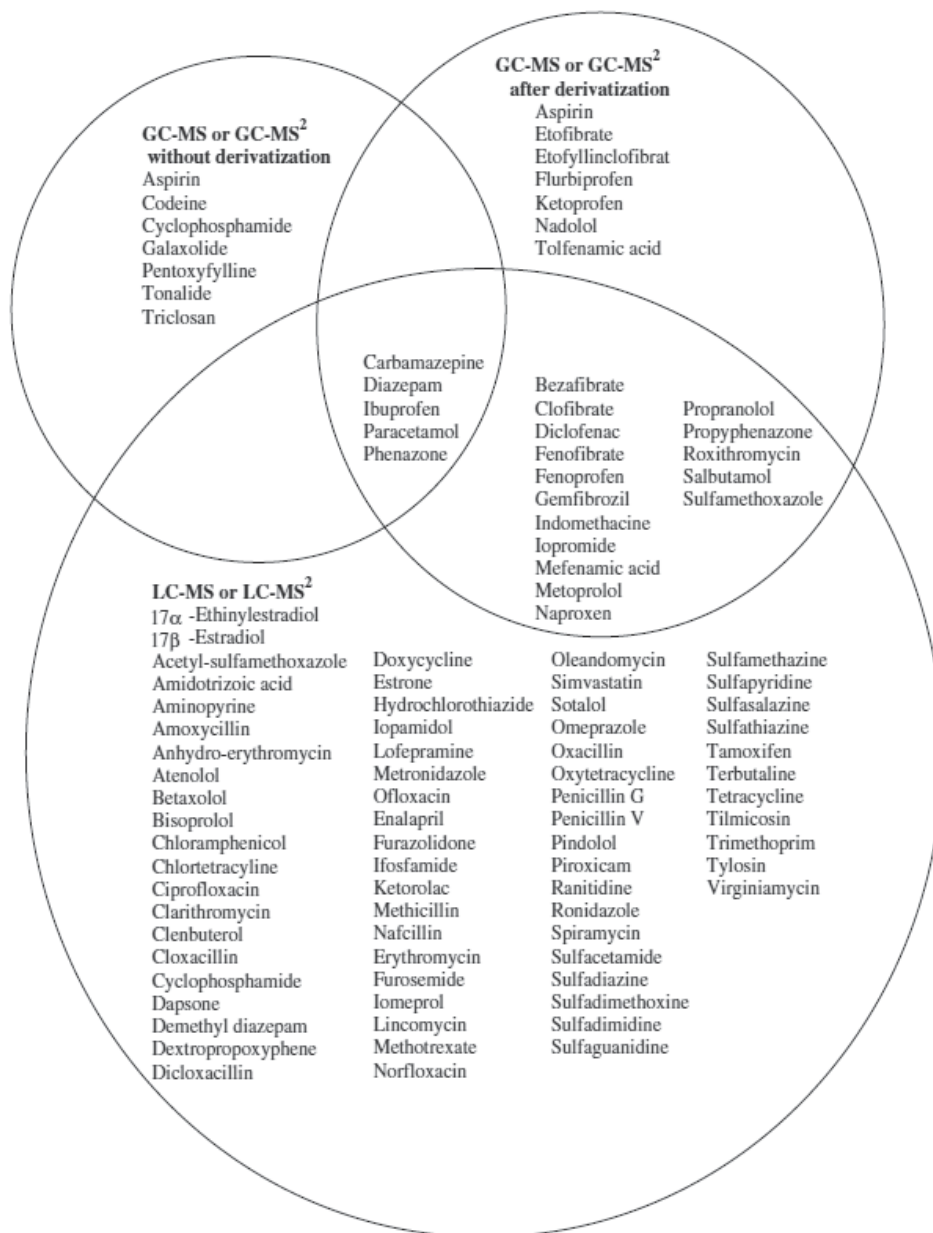 GC-MS or GC-MS²
without derivatization
Aspirin
Codeine
Cyclophosphamide
Galaxolide
Pentoxyfylline
Tonalide
Triclosan
GC-MS or GC-MS²
after derivatization
Aspirin
Etofibrate
Etofyllinclofibrat
Flurbiprofen
Ketoprofen
Nadolol
Tolfenamic acid
Carbamazepine
Diazepam
Ibuprofen
Paracetamol
Phenazone
Bezafibrate
Clofibrate
Diclofenac
Fenofibrate
Fenoprofen
Gemfibrozil
Indomethacine
Iopromide
Mefenamic acid
Metoprolol
Naproxen
Propranolol
Propyphenazone
Roxithromycin
Salbutamol
Sulfamethoxazole
LC-MS or LC-MS²
17α -Ethinylestradiol
17β -Estradiol
Acetyl-sulfamethoxazole
Amidotrizoic acid
Aminopyrine
Amoxycillin
Anhydro-erythromycin
Atenolol
Betaxolol
Bisoprolol
Chloramphenicol
Chlortetracyline
Ciprofloxacin
Clarithromycin
Clenbuterol
Cloxacillin
Cyclophosphamide
Dapsone
Demethyl diazepam
Dextropropoxyphene
Dicloxacillin
Doxycycline
Estrone
Hydrochlorothiazide
Iopamidol
Lofepramine
Metronidazole
Ofloxacin
Enalapril
Furazolidone
Ifosfamide
Ketorolac
Methicillin
Nafcillin
Erythromycin
Furosemide
Iomeprol
Lincomycin
Methotrexate
Norfloxacin
Oleandomycin
Simvastatin
Sotalol
Omeprazole
Oxacillin
Oxytetracycline
Penicillin G
Penicillin V
Pindolol
Piroxicam
Ranitidine
Ronidazole
Spiramycin
Sulfacetamide
Sulfadiazine
Sulfadimethoxine
Sulfadimidine
Sulfaguanidine
Sulfamethazine
Sulfapyridine
Sulfasalazine
Sulfathiazine
Tamoxifen
Terbutaline
Tetracycline
Tilmicosin
Trimethoprim
Tylosin
Virginiamycin